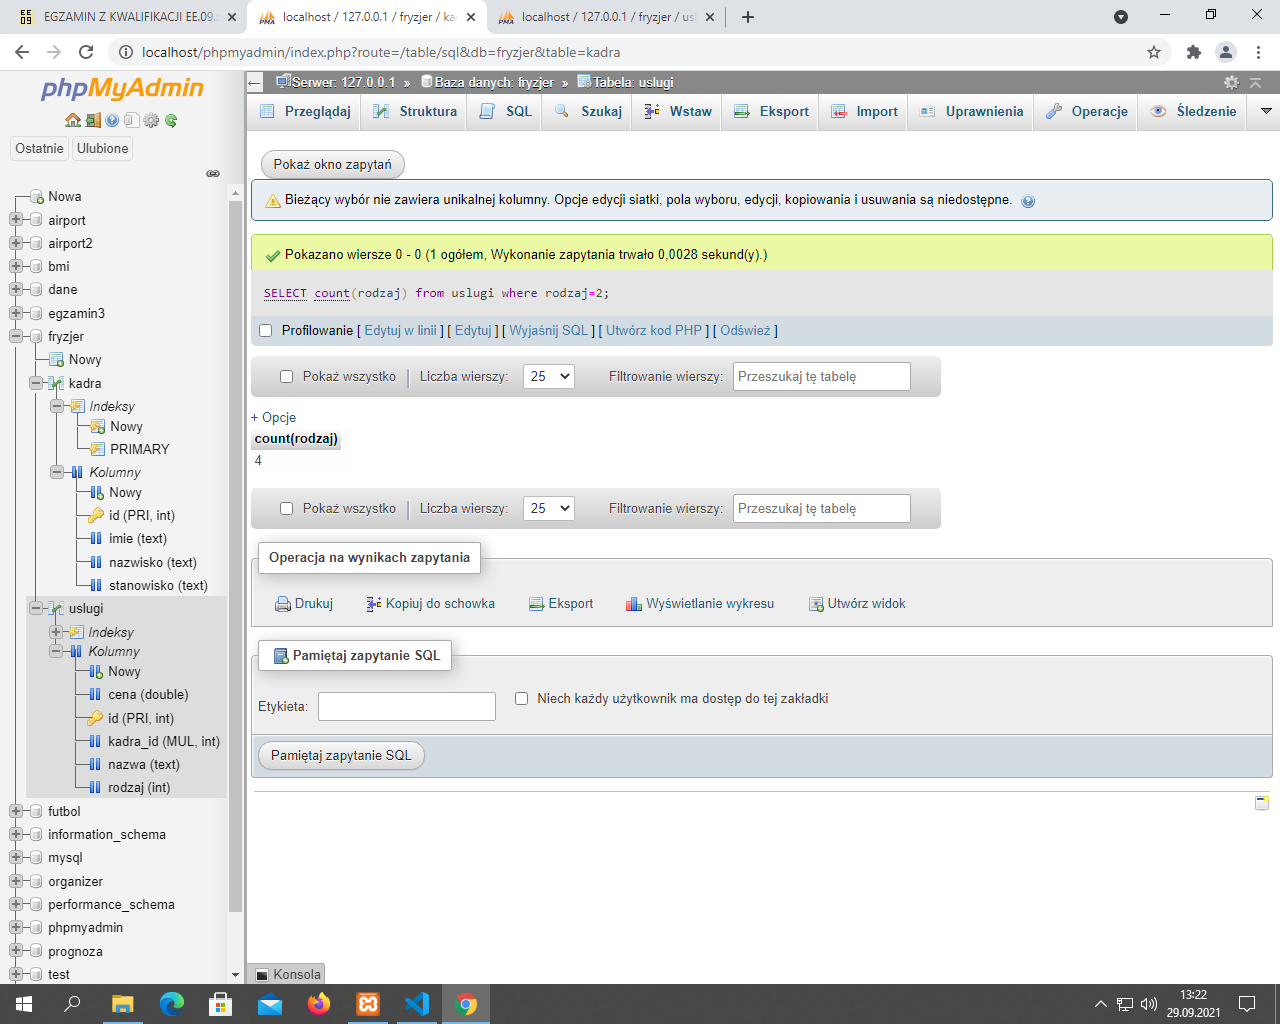 EGZAMIN Z KWALIFIKACJI EE.09.
localhost / 127.0.0.1 / fryzjer / ka
localhost / 127.0.0.1 / fryzjer / usl
localhost/phpmyadmin/index.php?route=/table/sql&db=fryzjer&table=kadra
phpMyAdmin
Ostatnie
Ulubione
Nowa
airport
airport2
bmi
dane
egzamin3
fryzjer
Nowy
kadra
Indeksy
Nowy
PRIMARY
Kolumny
Nowy
id (PRI, int)
imie (text)
nazwisko (text)
stanowisko (text)
uslugi
Indeksy
Kolumny
Nowy
cena (double)
id (PRI, int)
kadra_id (MUL, int)
nazwa (text)
rodzaj (int)
futbol
information_schema
mysql
organizer
performance_schema
phpmyadmin
prognoza
test
Serwer: 127.0.0.1 » Baza danych: fryzjer » Tabela: uslugi
Przeglądaj Struktura SQL Szukaj Wstaw Eksport Import Uprawnienia Operacje Śledzenie
Pokaż okno zapytań
Bieżący wybór nie zawiera unikalnej kolumny. Opcje edycji siatki, pola wyboru, edycji, kopiowania i usuwania są niedostępne.
Pokazano wiersze 0 - 0 (1 ogółem, Wykonanie zapytania trwało 0,0028 sekund(y).)
SELECT count(rodzaj) from uslugi where rodzaj=2;
Profilowanie [ Edytuj w linii ] [ Edytuj ] [ Wyjaśnij SQL ] [ Utwórz kod PHP ] [ Odśwież ]
Pokaż wszystko | Liczba wierszy: 25 Filtrowanie wierszy: Przeszukaj tę tabelę
+ Opcje
count(rodzaj)
4
Pokaż wszystko | Liczba wierszy: 25 Filtrowanie wierszy: Przeszukaj tę tabelę
Operacja na wynikach zapytania
Drukuj Kopiuj do schowka Eksport Wyświetlanie wykresu Utwórz widok
Pamiętaj zapytanie SQL
Etykieta: Niech każdy użytkownik ma dostęp do tej zakładki
Pamiętaj zapytanie SQL
Konsola
13:22
29.09.2021